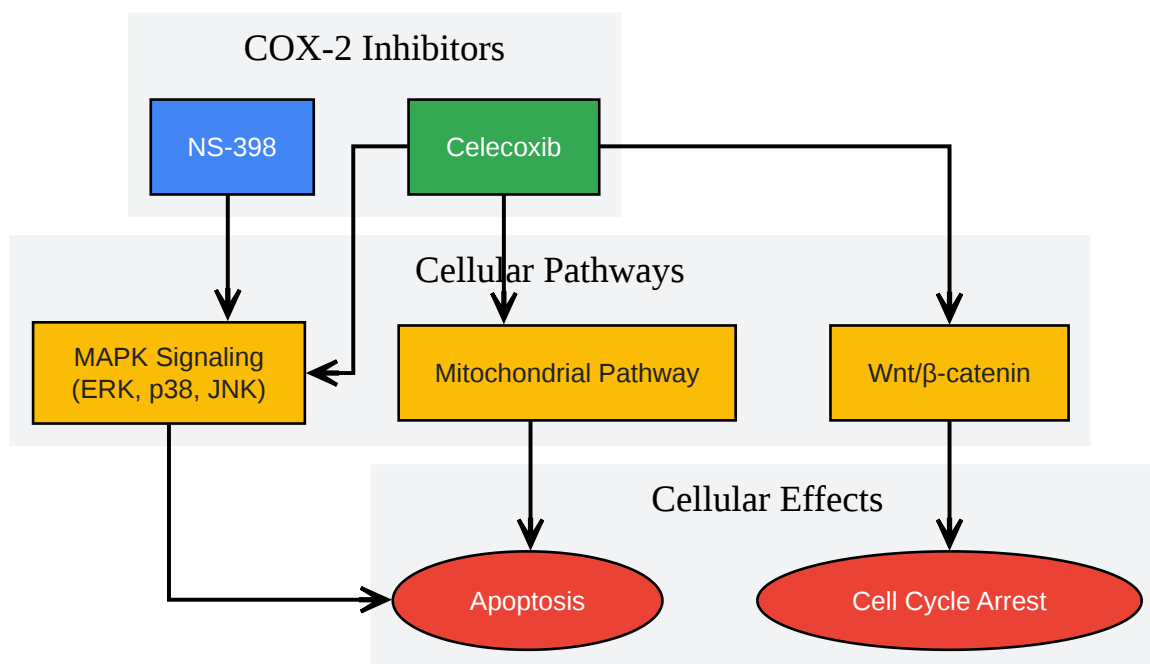 COX-2 Inhibitors
NS-398
Celecoxib
Cellular Pathways
MAPK Signaling
(ERK, p38, JNK)
Mitochondrial Pathway
Wnt/β-catenin
Cellular Effects
Apoptosis
Cell Cycle Arrest